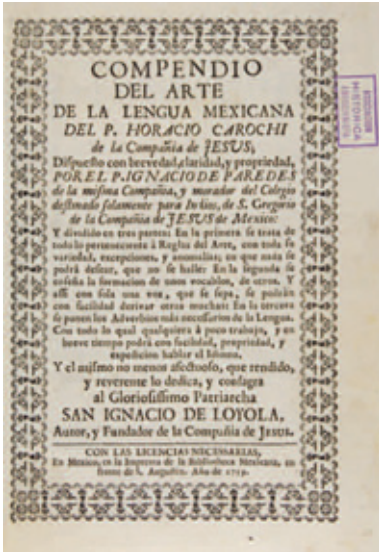 COMPENDIO
DEL ARTE
DE LA LENGUA MEXICANA
DEL P. HORACIO CAROCHI
de la Compañia de JESUS;
Dispuesto con brevedad, claridad, y propriedad,
POR EL P. IGNACIO DE PAREDES
de la misma Compañia, y morador del Colegio
destinado solamente para Indios, de S. Gregorio
de la Compañia de JESUS de Mexico:
Y dividido en tres partes: En la primera se trata de
todo lo perteneciente á Reglas del Arte, con toda su
variedad, excepciones, y anomalias; en que nada se
podrá desear, que no se halle: En la segunda se
enseña la formacion de unos vocablos, de otros. Y
assi con sola una voz, que se sepa, se podrán
con facilidad derivar otras muchas: En la tercera
se ponen los Adverbios más necessarios de la Lengua.
Con todo lo qual qualquiera á poco trabajo, y en
breve tiempo podrá con facilidad, propriedad, y
expedicion hablar el Idioma.
Y el mismo no menos afectuoso, que rendido,
y reverente lo dedica, y consagra
al Gloriosissimo Patriarcha
SAN IGNACIO DE LOYOLA,
Autor, y Fundador de la Compañia de JESUS.
CON LAS LICENCIAS NECESSARIAS,
En Mexico, en la Imprenta de la Bibliotheca Mexicana, en
frente de S. Augustin. Año de 1759.
HISTORICA